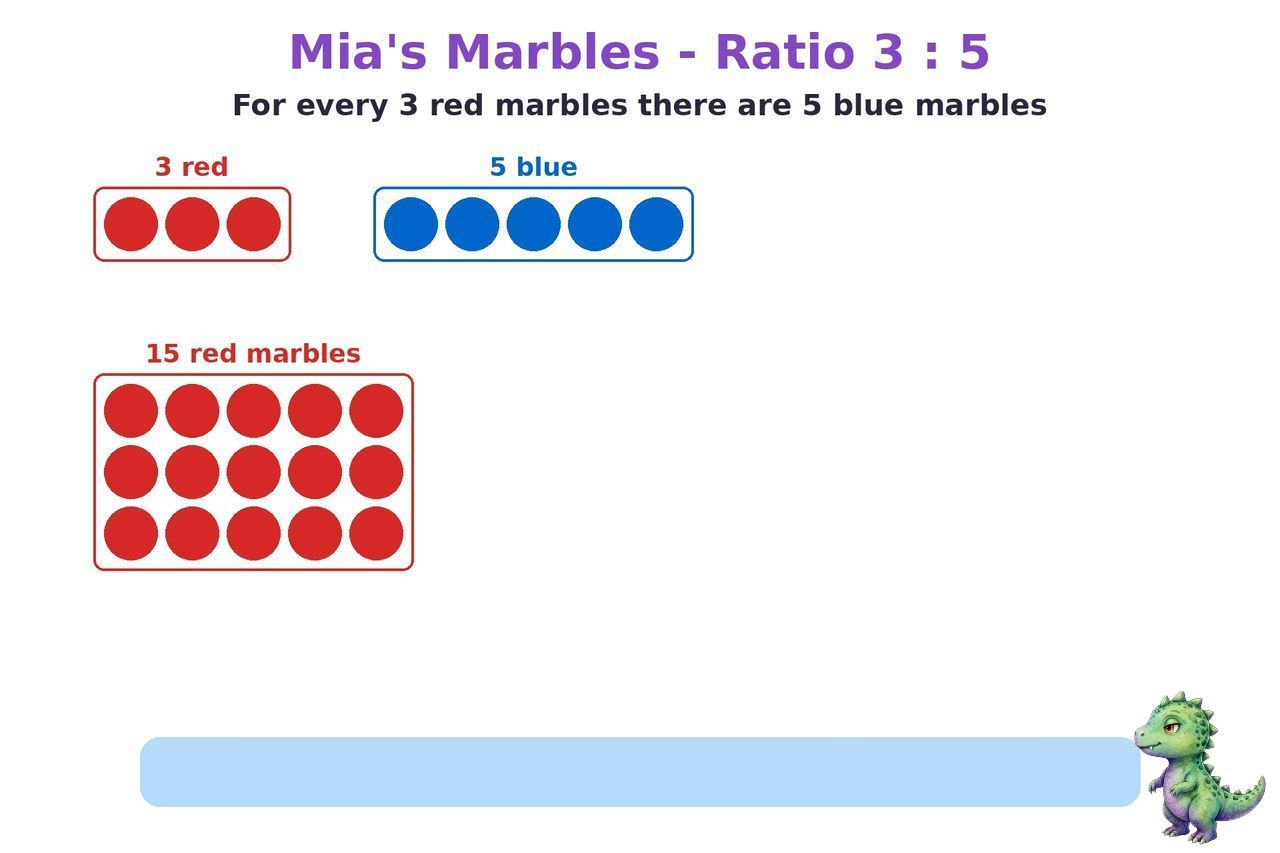 Mia's Marbles - Ratio 3 : 5
For every 3 red marbles there are 5 blue marbles
3 red
5 blue
15 red marbles